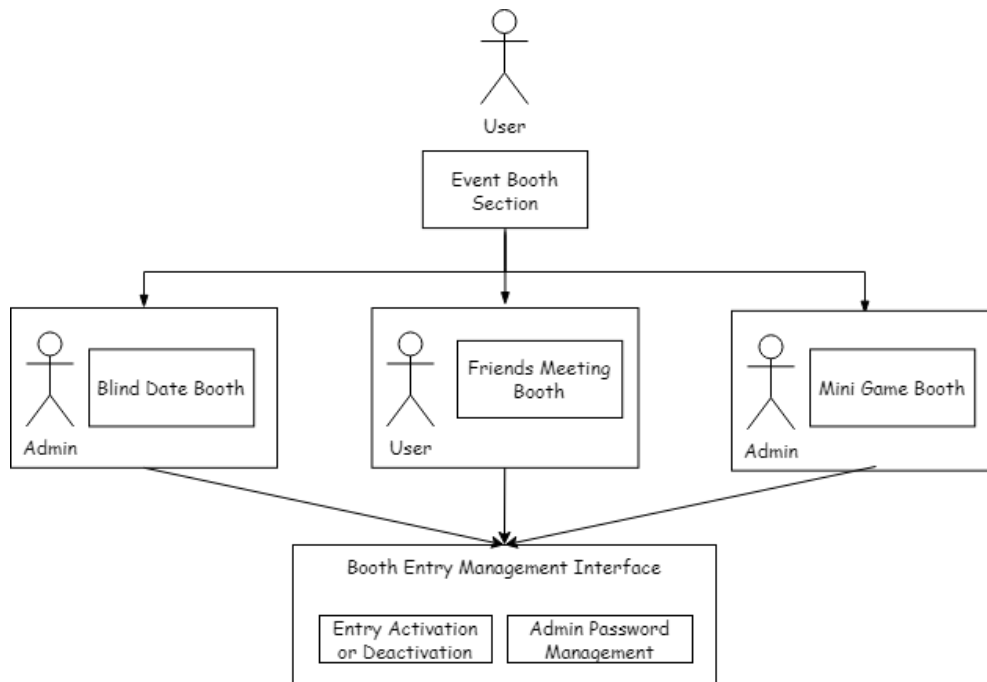 User
Event Booth
Section
Blind Date Booth
Admin
Friends Meeting
Booth
User
Mini Game Booth
Admin
Booth Entry Management Interface
Entry Activation
or Deactivation
Admin Password
Management